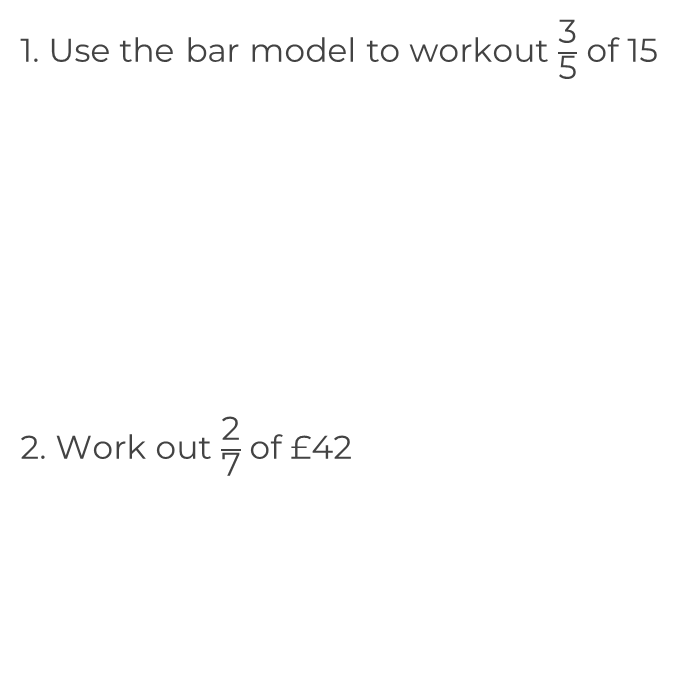 1. Use the bar model to workout 3/5 of 15
2. Work out 2/7 of £42